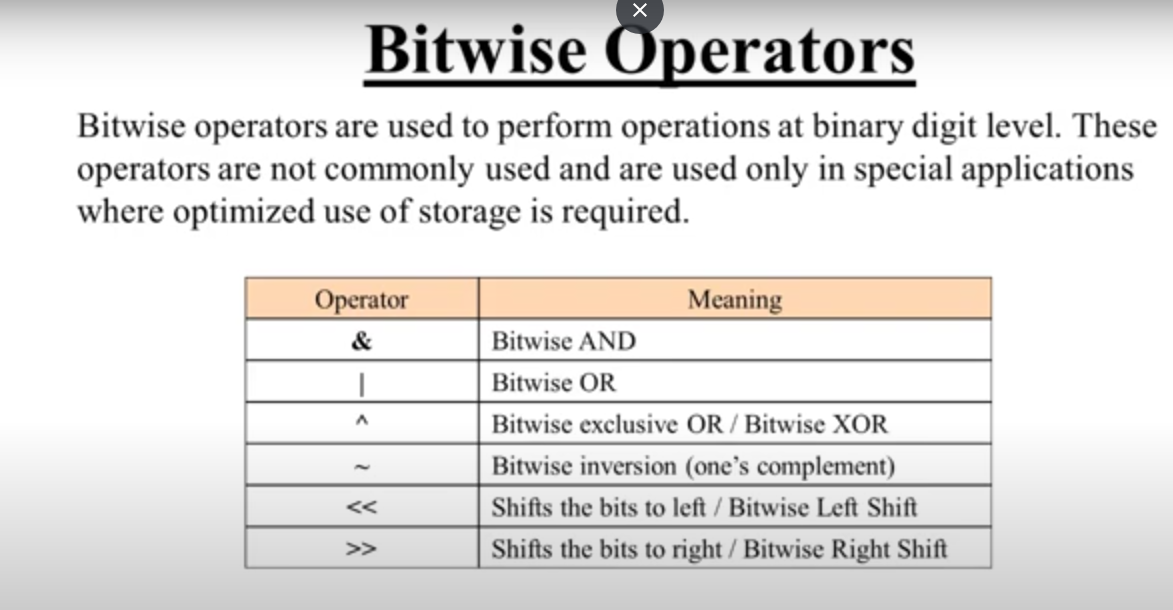 Bitwise Operators
Bitwise operators are used to perform operations at binary digit level. These
operators are not commonly used and are used only in special applications
where optimized use of storage is required.
Operator Meaning
& Bitwise AND
| Bitwise OR
^ Bitwise exclusive OR / Bitwise XOR
~ Bitwise inversion (one’s complement)
<< Shifts the bits to left / Bitwise Left Shift
>> Shifts the bits to right / Bitwise Right Shift